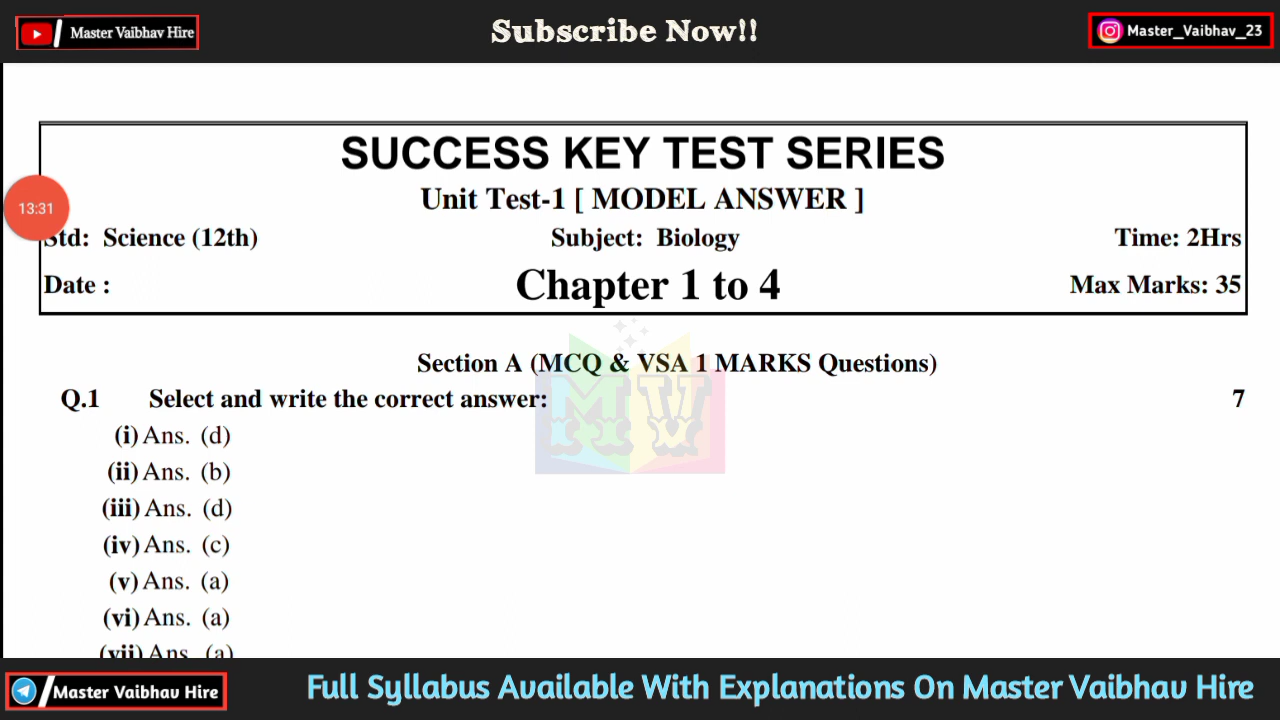 Master Vaibhav Hire
Subscribe Now!!
Master_Vaibhav_23
SUCCESS KEY TEST SERIES
Unit Test-1 [ MODEL ANSWER ]
13:31
Std: Science (12th) Subject: Biology Time: 2Hrs
Date : Chapter 1 to 4 Max Marks: 35
Section A (MCQ & VSA 1 MARKS Questions)
Q.1 Select and write the correct answer: 7
MW
(i) Ans. (d)
(ii) Ans. (b)
(iii) Ans. (d)
(iv) Ans. (c)
(v) Ans. (a)
(vi) Ans. (a)
(vii) Ans. (a)
Master Vaibhav Hire
Full Syllabus Available With Explanations On Master Vaibhav Hire